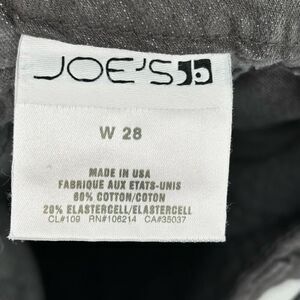 JOE'S
W 28
MADE IN USA
FABRIQUE AUX ETATS-UNIS
80% COTTON/COTON
20% ELASTERCELL/ELASTERCELL
CL#109 RN#106214 CA#35037